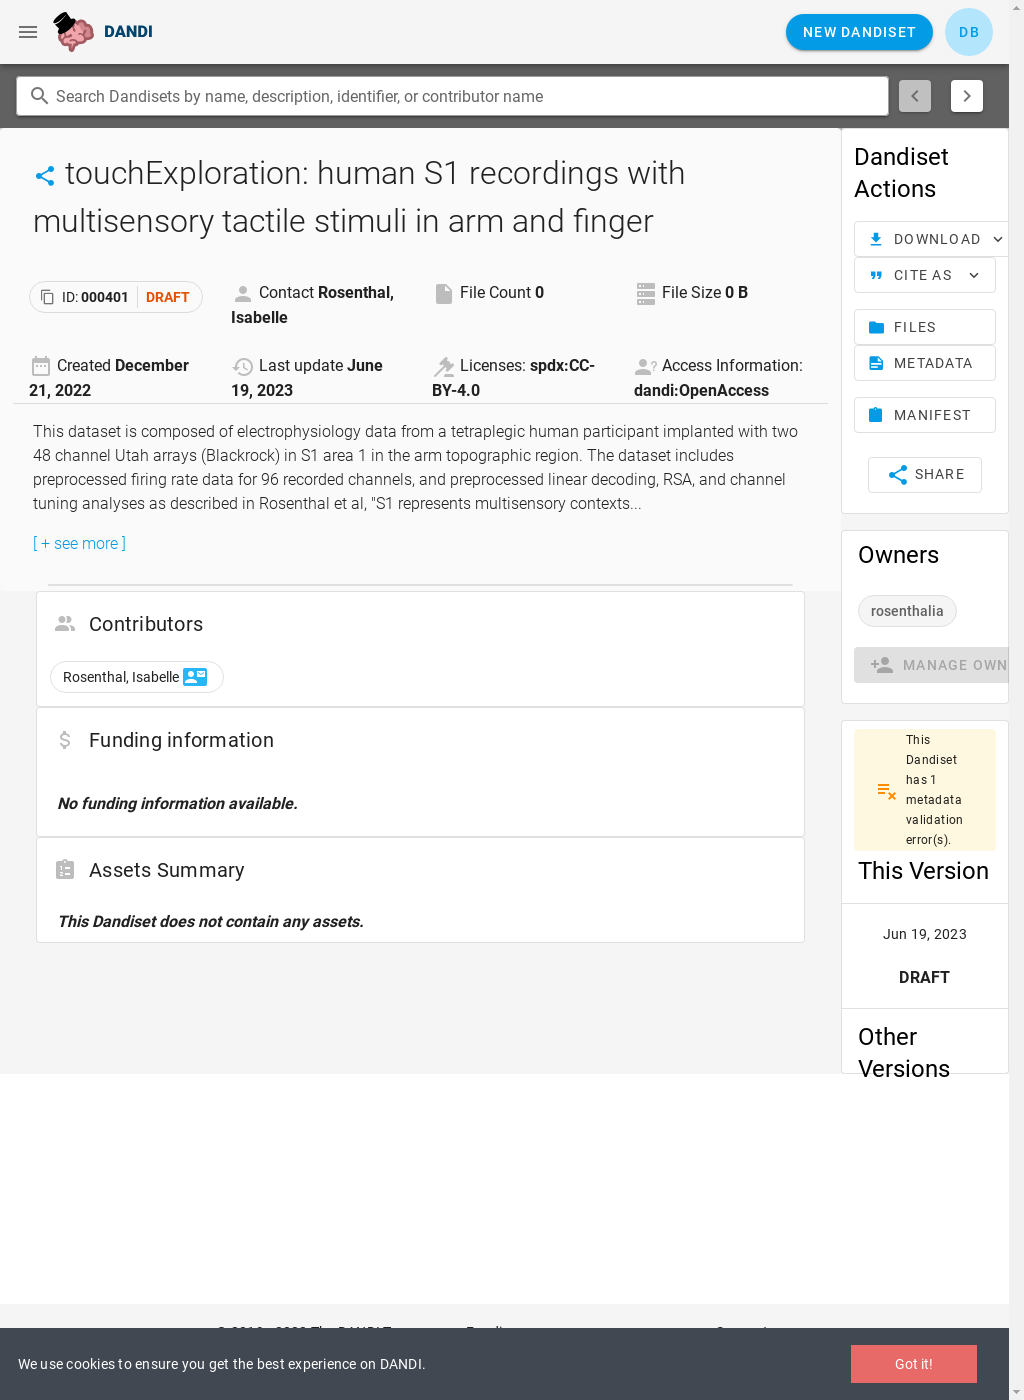 DANDI
NEW DANDISET
DB
Search Dandisets by name, description, identifier, or contributor name
touchExploration: human S1 recordings with
multisensory tactile stimuli in arm and finger
ID: 000401 DRAFT
Contact Rosenthal,
Isabelle
File Count 0
File Size 0 B
Created December
21, 2022
Last update June
19, 2023
Licenses: spdx:CC-
BY-4.0
Access Information:
dandi:OpenAccess
This dataset is composed of electrophysiology data from a tetraplegic human participant implanted with two
48 channel Utah arrays (Blackrock) in S1 area 1 in the arm topographic region. The dataset includes
preprocessed firing rate data for 96 recorded channels, and preprocessed linear decoding, RSA, and channel
tuning analyses as described in Rosenthal et al, "S1 represents multisensory contexts...
[ + see more ]
Contributors
Rosenthal, Isabelle
Funding information
No funding information available.
Assets Summary
This Dandiset does not contain any assets.
Dandiset
Actions
DOWNLOAD
CITE AS
FILES
METADATA
MANIFEST
SHARE
Owners
rosenthalia
MANAGE OWN
This
Dandiset
has 1
metadata
validation
error(s).
This Version
Jun 19, 2023
DRAFT
Other
Versions
We use cookies to ensure you get the best experience on DANDI.
Got it!